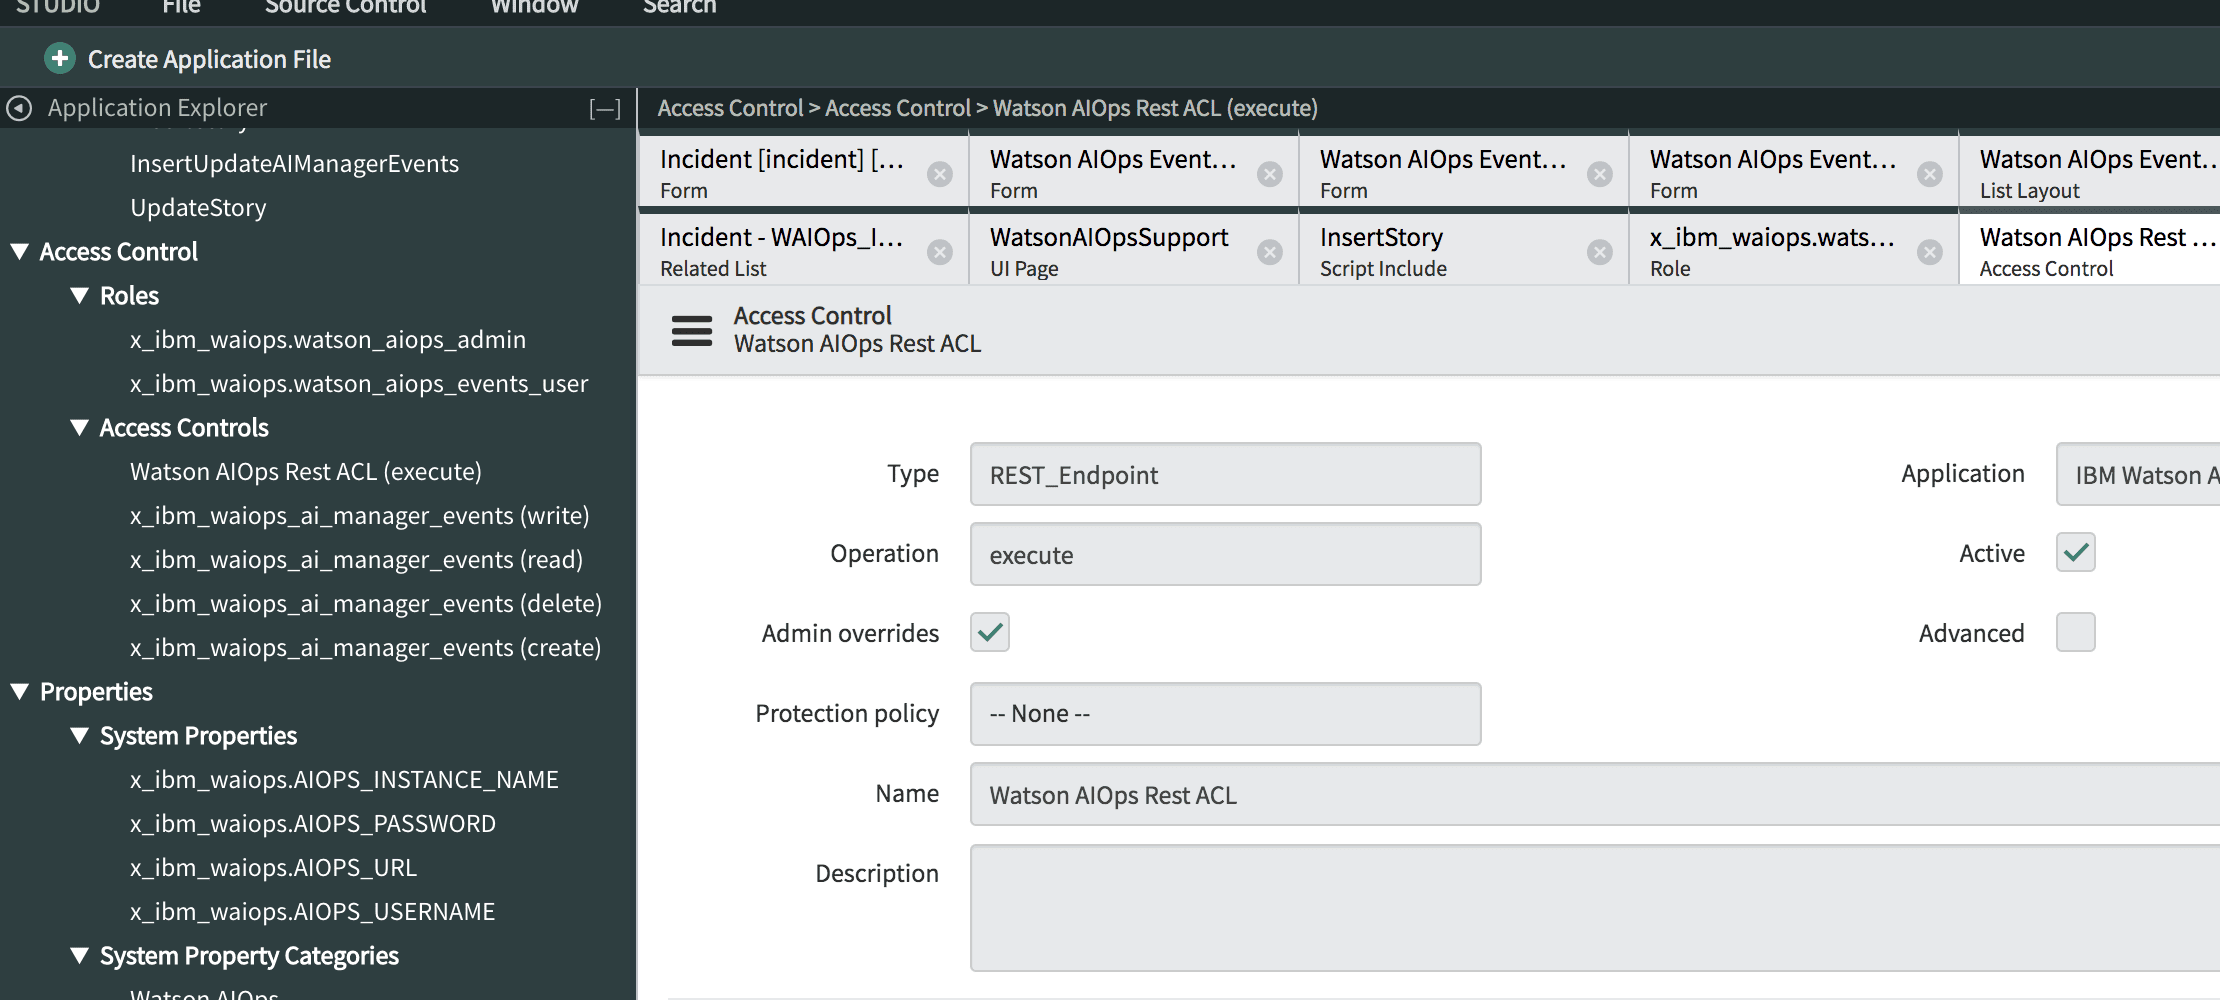 STUDIO File Source Control Window Search
Create Application File
Application Explorer [—]
InsertUpdateAIManagerEvents
UpdateStory
Access Control
Roles
x_ibm_waiops.watson_aiops_admin
x_ibm_waiops.watson_aiops_events_user
Access Controls
Watson AIOps Rest ACL (execute)
x_ibm_waiops_ai_manager_events (write)
x_ibm_waiops_ai_manager_events (read)
x_ibm_waiops_ai_manager_events (delete)
x_ibm_waiops_ai_manager_events (create)
Properties
System Properties
x_ibm_waiops.AIOPS_INSTANCE_NAME
x_ibm_waiops.AIOPS_PASSWORD
x_ibm_waiops.AIOPS_URL
x_ibm_waiops.AIOPS_USERNAME
System Property Categories
Watson AIOps
Access Control > Access Control > Watson AIOps Rest ACL (execute)
Incident [incident] [...
Form
Watson AIOps Event...
Form
Watson AIOps Event...
Form
Watson AIOps Event...
Form
Watson AIOps Event...
List Layout
Incident - WAIOps_I...
Related List
WatsonAIOpsSupport
UI Page
InsertStory
Script Include
x_ibm_waiops.wats...
Role
Watson AIOps Rest ...
Access Control
Access Control
Watson AIOps Rest ACL
Type REST_Endpoint
Application IBM Watson A
Operation execute
Active
Admin overrides
Advanced
Protection policy -- None --
Name Watson AIOps Rest ACL
Description